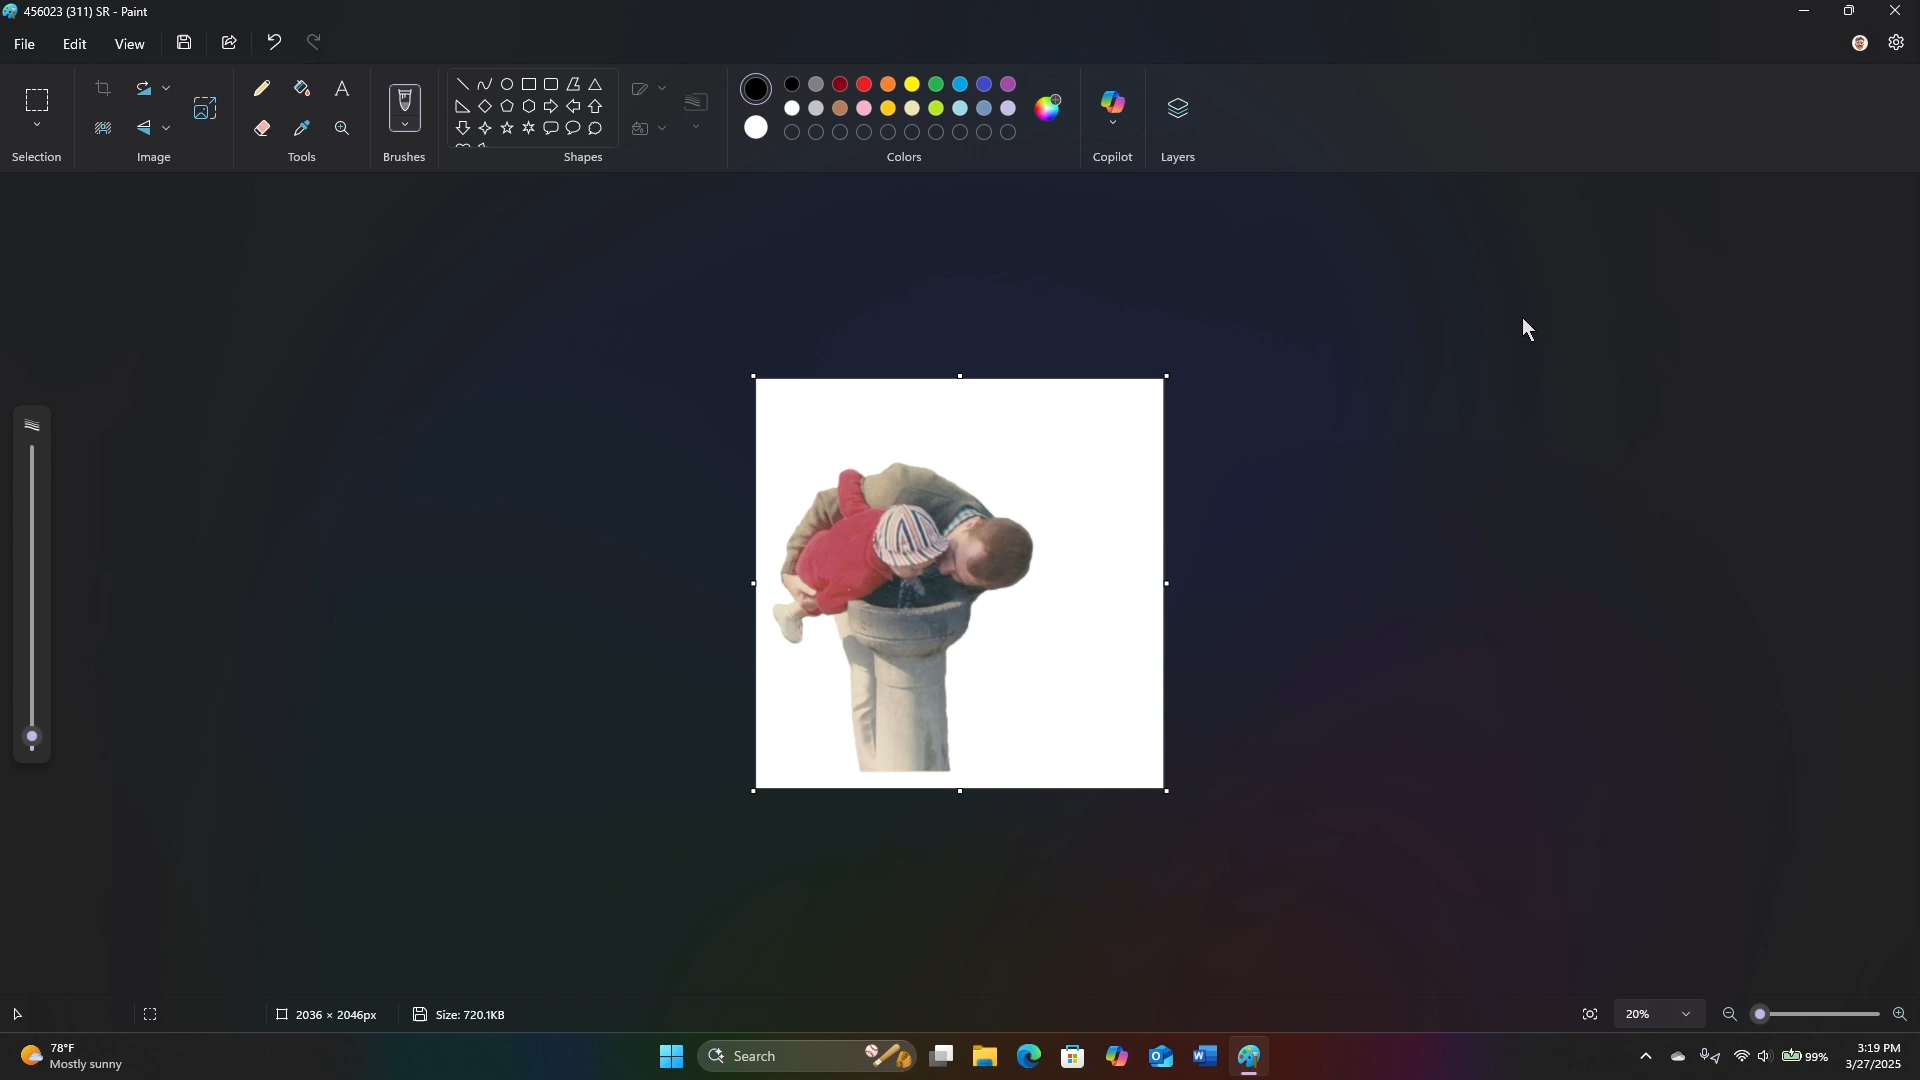 456023 (311) SR - Paint
File
Edit
View
Selection
Image
Tools
Brushes
Shapes
Colors
Copilot
Layers
2036 × 2046px
Size: 720.1KB
20%
78°F
Mostly sunny
Search
99%
3:19 PM
3/27/2025